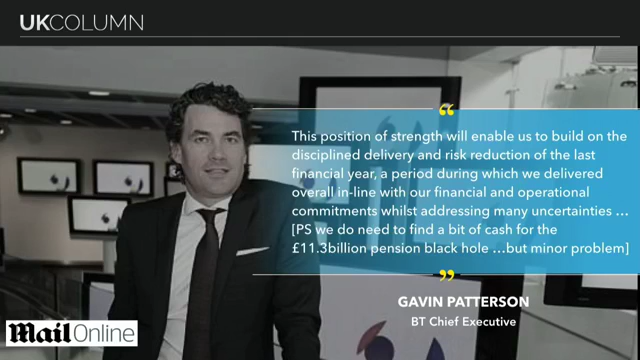 UKCOLUMN
“
This position of strength will enable us to build on the
disciplined delivery and risk reduction of the last
financial year, a period during which we delivered
overall in-line with our financial and operational
commitments whilst addressing many uncertainties …
[PS we do need to find a bit of cash for the
£11.3billion pension black hole …but minor problem]
”
GAVIN PATTERSON
BT Chief Executive
Mail Online